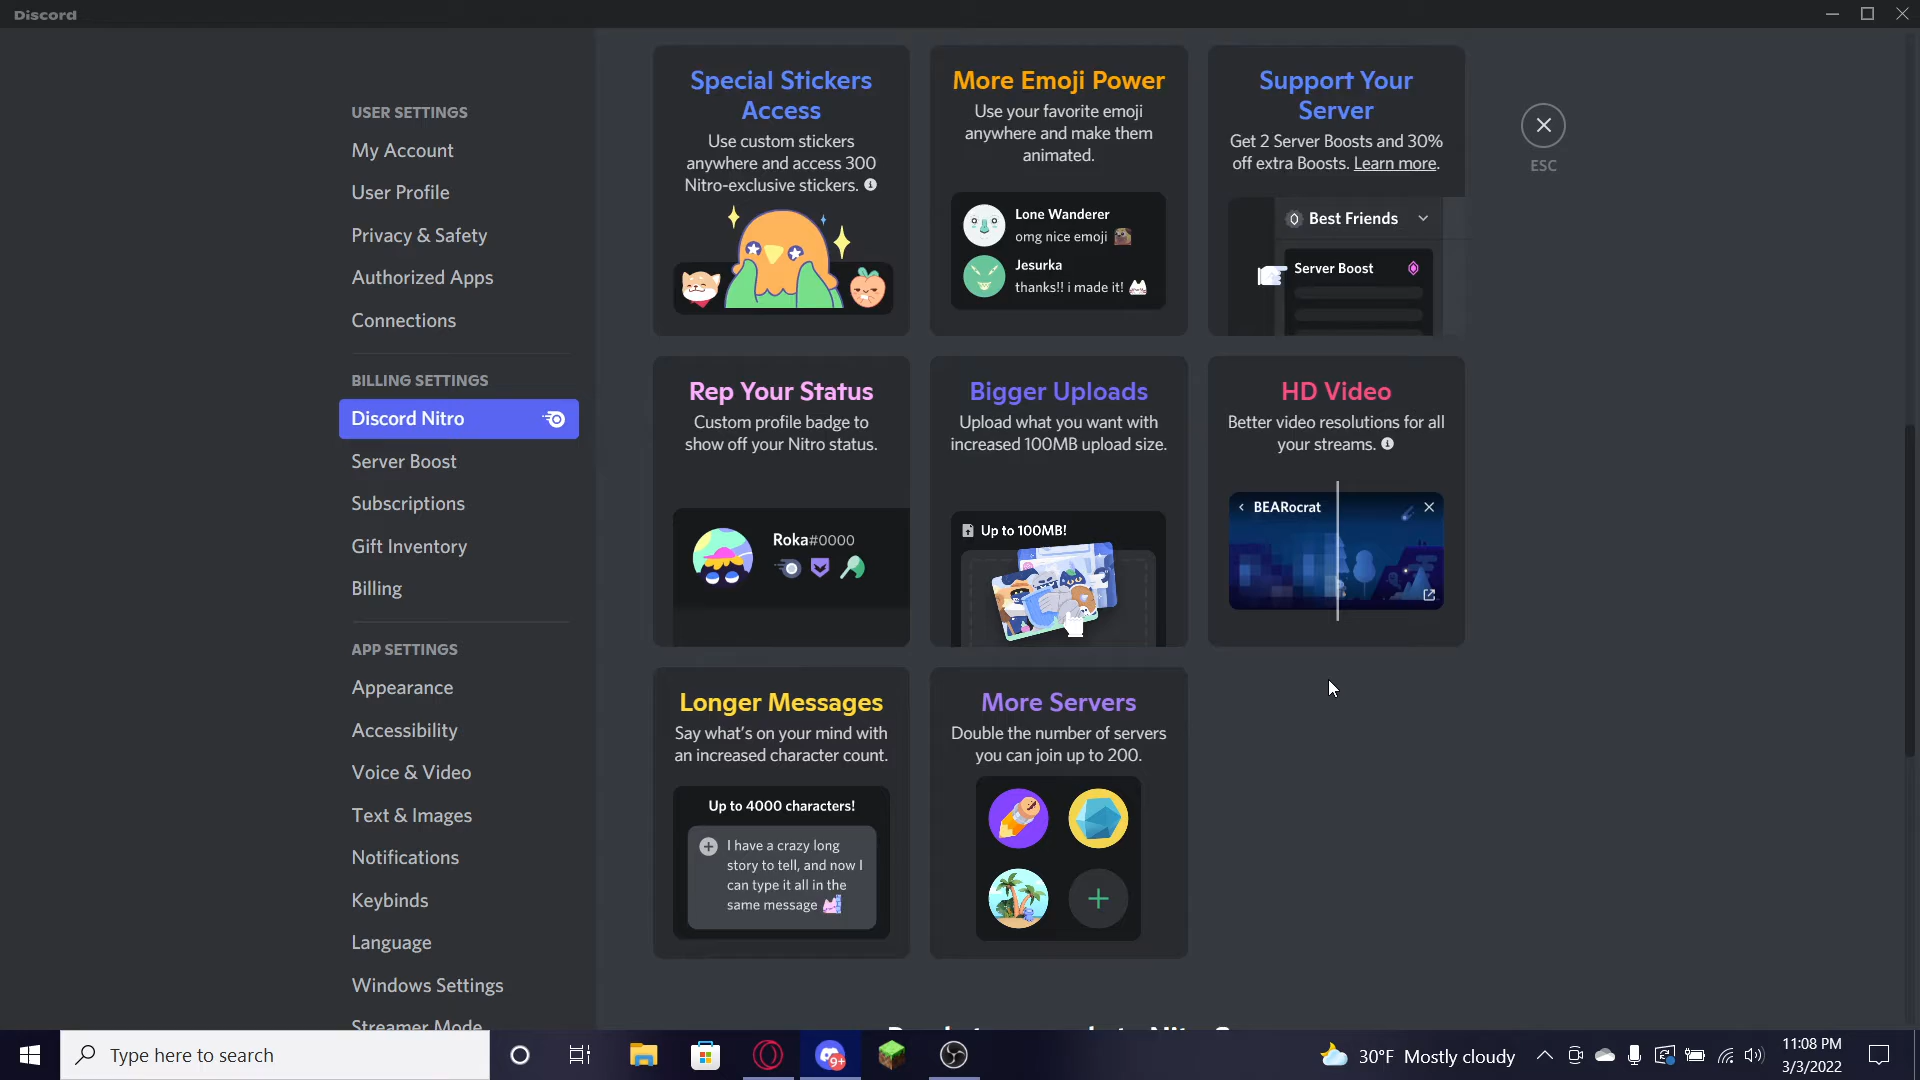 Discord
USER SETTINGS
My Account
User Profile
Privacy & Safety
Authorized Apps
Connections
BILLING SETTINGS
Discord Nitro
Server Boost
Subscriptions
Gift Inventory
Billing
APP SETTINGS
Appearance
Accessibility
Voice & Video
Text & Images
Notifications
Keybinds
Language
Windows Settings
Streamer Mode
Special Stickers
Access
Use custom stickers
anywhere and access 300
Nitro-exclusive stickers.
More Emoji Power
Use your favorite emoji
anywhere and make them
animated.
Lone Wanderer
omg nice emoji
Jesurka
thanks!! i made it!
Support Your
Server
Get 2 Server Boosts and 30%
off extra Boosts. Learn more.
Best Friends
Server Boost
ESC
Rep Your Status
Custom profile badge to
show off your Nitro status.
Roka#0000
Bigger Uploads
Upload what you want with
increased 100MB upload size.
Up to 100MB!
HD Video
Better video resolutions for all
your streams.
BEARocrat
Longer Messages
Say what's on your mind with
an increased character count.
Up to 4000 characters!
I have a crazy long
story to tell, and now I
can type it all in the
same message
More Servers
Double the number of servers
you can join up to 200.
Type here to search
9+
30°F Mostly cloudy
11:08 PM
3/3/2022